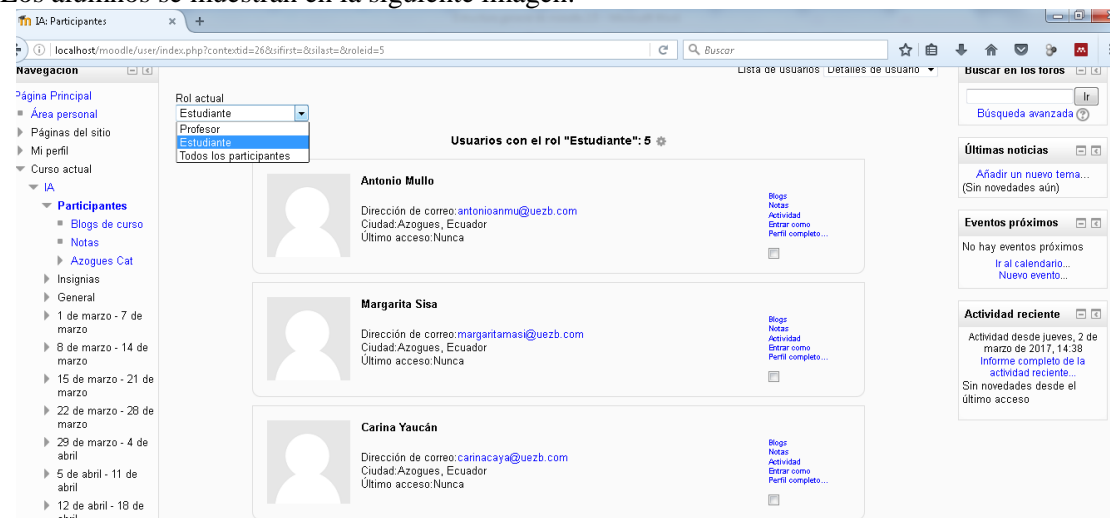 Los alumnos se muestran en la siguiente imagen:
IA: Participantes
localhost/moodle/user/index.php?contextid=26&sifirst=&silast=&roleid=5
Buscar
Navegación
Página Principal
Área personal
Páginas del sitio
Mi perfil
Curso actual
IA
Participantes
Blogs de curso
Notas
Azogues Cat
Insignias
General
1 de marzo - 7 de
marzo
8 de marzo - 14 de
marzo
15 de marzo - 21 de
marzo
22 de marzo - 28 de
marzo
29 de marzo - 4 de
abril
5 de abril - 11 de
abril
12 de abril - 18 de
abril
Lista de usuarios Detalles de usuario
Rol actual
Estudiante
Profesor
Estudiante
Todos los participantes
Usuarios con el rol "Estudiante": 5
Antonio Mullo
Dirección de correo:antonioanmu@uezb.com
Ciudad:Azogues, Ecuador
Último acceso:Nunca
Blogs
Notas
Actividad
Entrar como
Perfil completo...
Margarita Sisa
Dirección de correo:margaritamasi@uezb.com
Ciudad:Azogues, Ecuador
Último acceso:Nunca
Blogs
Notas
Actividad
Entrar como
Perfil completo...
Carina Yaucán
Dirección de correo:carinacaya@uezb.com
Ciudad:Azogues, Ecuador
Último acceso:Nunca
Blogs
Notas
Actividad
Entrar como
Perfil completo...
Buscar en los foros
Ir
Búsqueda avanzada
Últimas noticias
Añadir un nuevo tema...
(Sin novedades aún)
Eventos próximos
No hay eventos próximos
Ir al calendario...
Nuevo evento...
Actividad reciente
Actividad desde jueves, 2 de
marzo de 2017, 14:38
Informe completo de la
actividad reciente...
Sin novedades desde el
último acceso